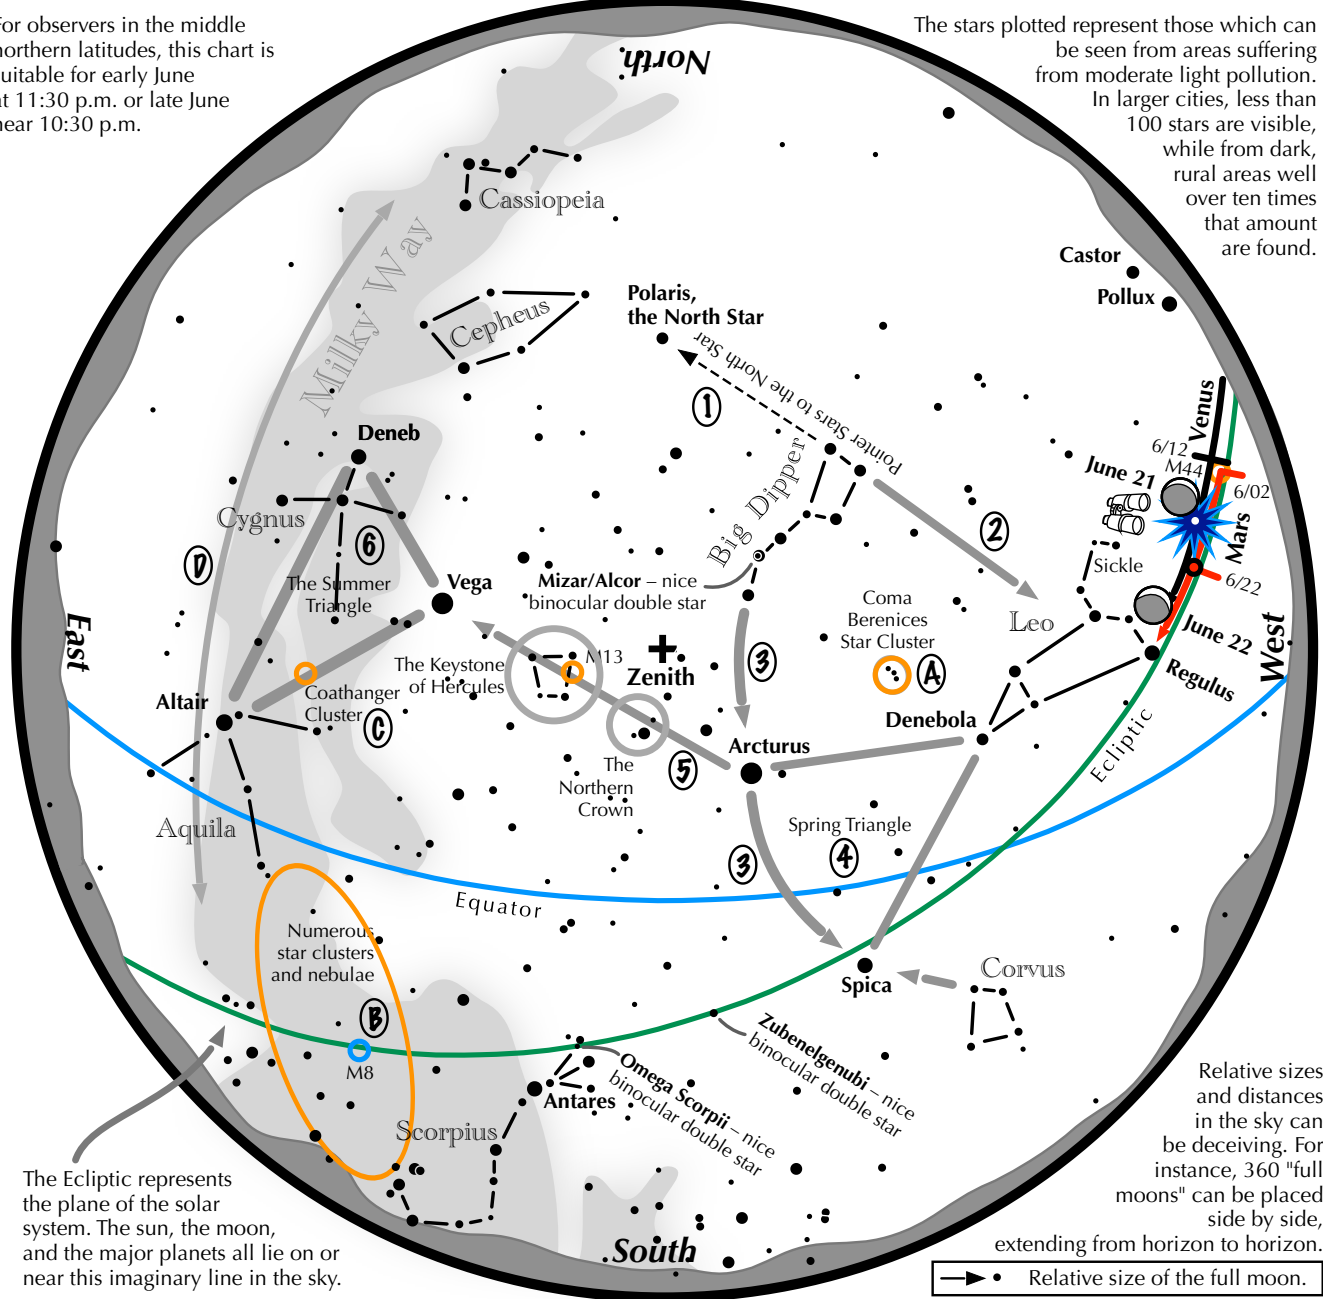 For observers in the middle
northern latitudes, this chart is
suitable for early June
at 11:30 p.m. or late June
near 10:30 p.m.
The stars plotted represent those which can
be seen from areas suffering
from moderate light pollution.
In larger cities, less than
100 stars are visible,
while from dark,
rural areas well
over ten times
that amount
are found.
North
Cassiopeia
Milky Way
Castor
Pollux
Polaris,
the North Star
Cepheus
Pointer Stars to the North Star
1
Venus
6/12
M44
June 21
6/02
Mars
6/22
Deneb
Cygnus
6
Big Dipper
2
D
The Summer
Triangle
Vega
Mizar/Alcor – nice
binocular double star
Sickle
Coma
Berenices
Star Cluster
A
Leo
June 22
West
East
Regulus
3
M13
The Keystone
of Hercules
Zenith
Altair
Coathanger
Cluster
C
Denebola
Arcturus
5
The
Northern
Crown
Ecliptic
Aquila
Spring Triangle
3
4
Equator
Numerous
star clusters
and nebulae
B
M8
Spica
Corvus
Zubenelgenubi – nice
binocular double star
Omega Scorpii – nice
binocular double star
Antares
Scorpius
South
The Ecliptic represents
the plane of the solar
system. The sun, the moon,
and the major planets all lie on or
near this imaginary line in the sky.
Relative sizes
and distances
in the sky can
be deceiving. For
instance, 360 "full
moons" can be placed
side by side,
extending from horizon to horizon.
Relative size of the full moon.